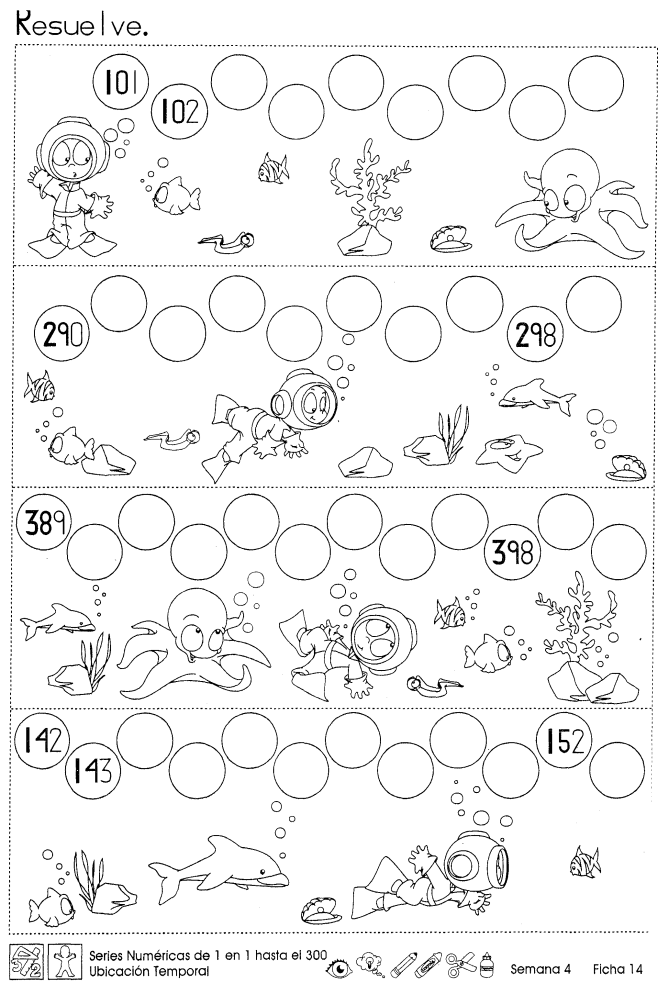 Resuelve.
101
102
290
298
389
398
142
143
152
Series Numéricas de 1 en 1 hasta el 300
Ubicación Temporal
Semana 4 Ficha 14